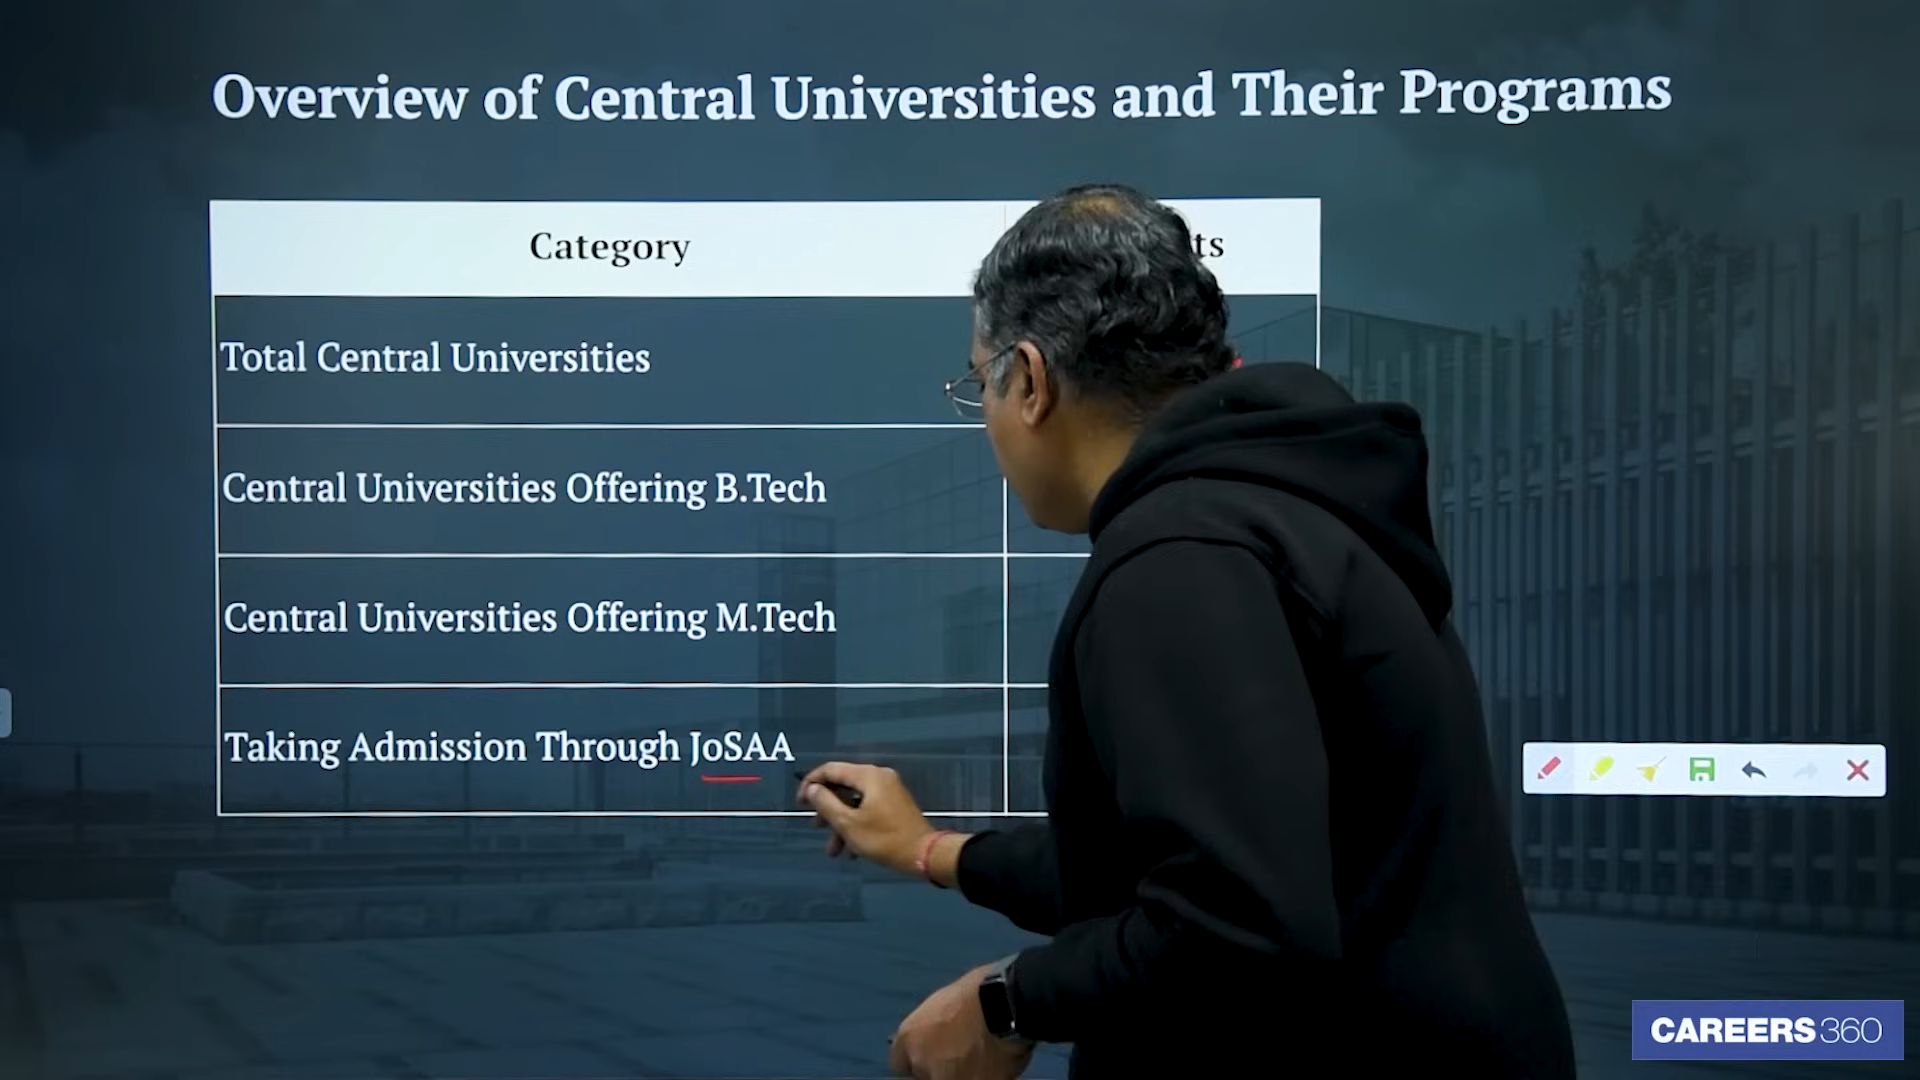 Overview of Central Universities and Their Programs
Category
Total Central Universities
Central Universities Offering B.Tech
Central Universities Offering M.Tech
Taking Admission Through JoSAA
CAREERS360